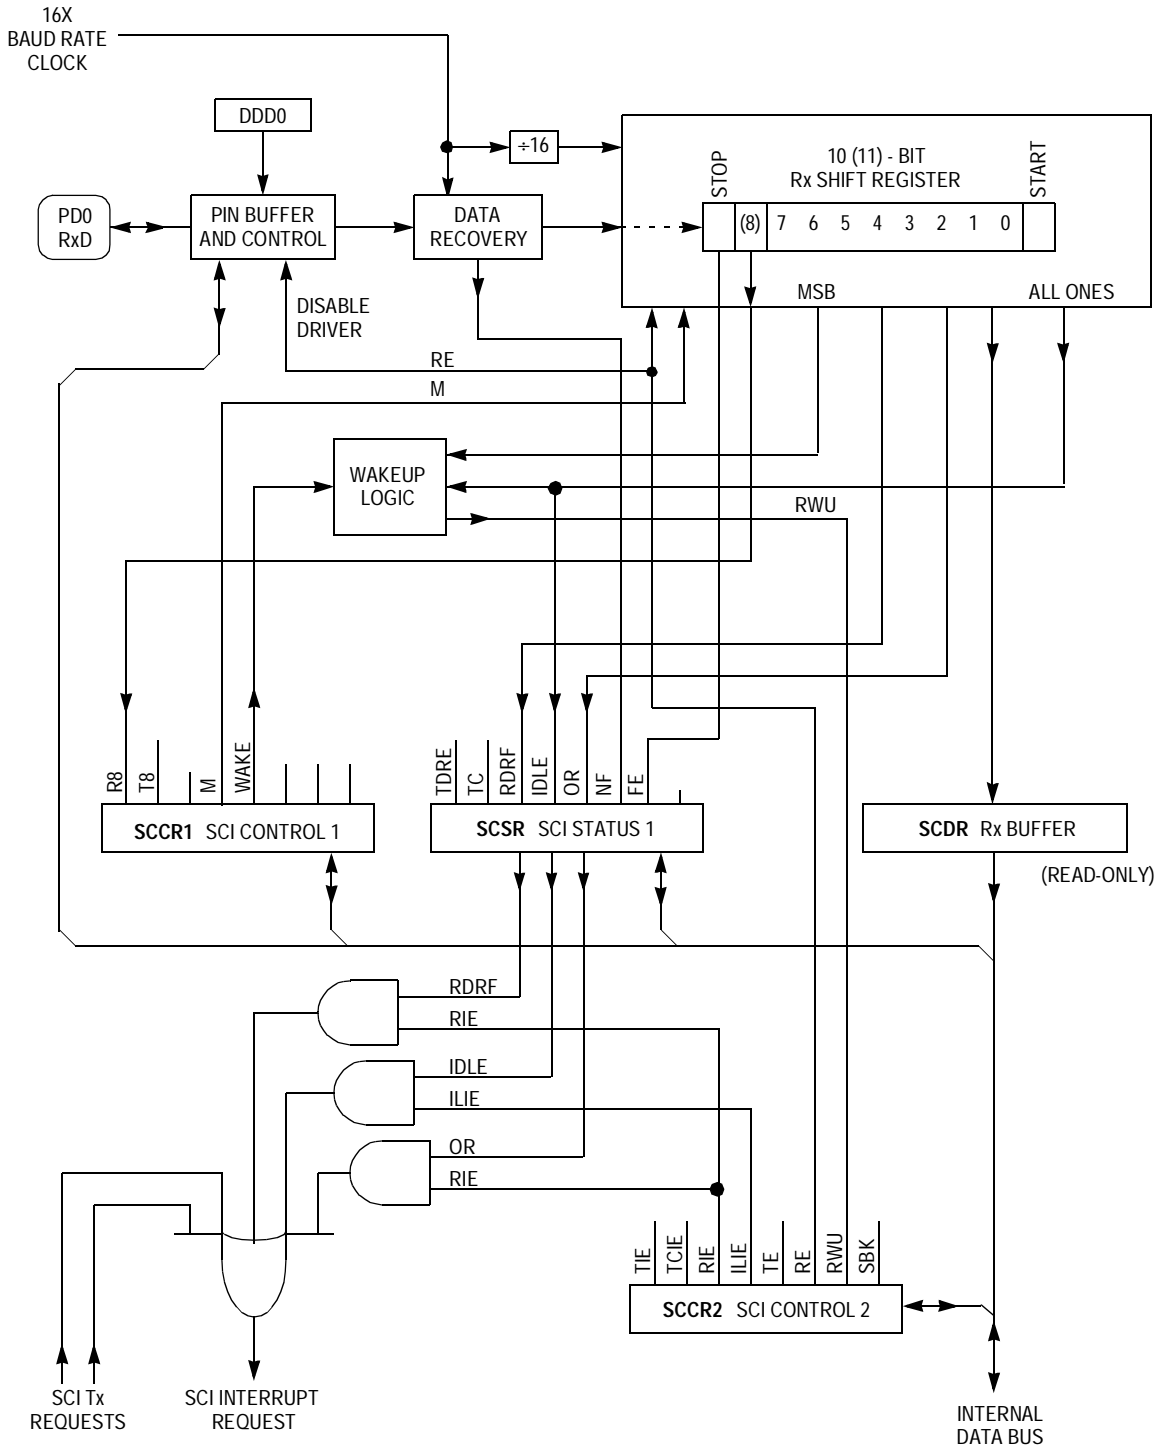 16X
BAUD RATE
CLOCK
DDD0
÷16
10 (11) - BIT
Rx SHIFT REGISTER
STOP
START
PD0
RxD
PIN BUFFER
AND CONTROL
DATA
RECOVERY
(8) 7 6 5 4 3 2 1 0
MSB
ALL ONES
DISABLE
DRIVER
RE
M
WAKEUP
LOGIC
RWU
R8
T8
M
WAKE
TDRE
TC
RDRF
IDLE
OR
NF
FE
SCCR1 SCI CONTROL 1
SCSR SCI STATUS 1
SCDR Rx BUFFER
(READ-ONLY)
RDRF
RIE
IDLE
ILIE
OR
RIE
TIE
TCIE
RIE
ILIE
TE
RE
RWU
SBK
SCCR2 SCI CONTROL 2
SCI Tx
REQUESTS
SCI INTERRUPT
REQUEST
INTERNAL
DATA BUS